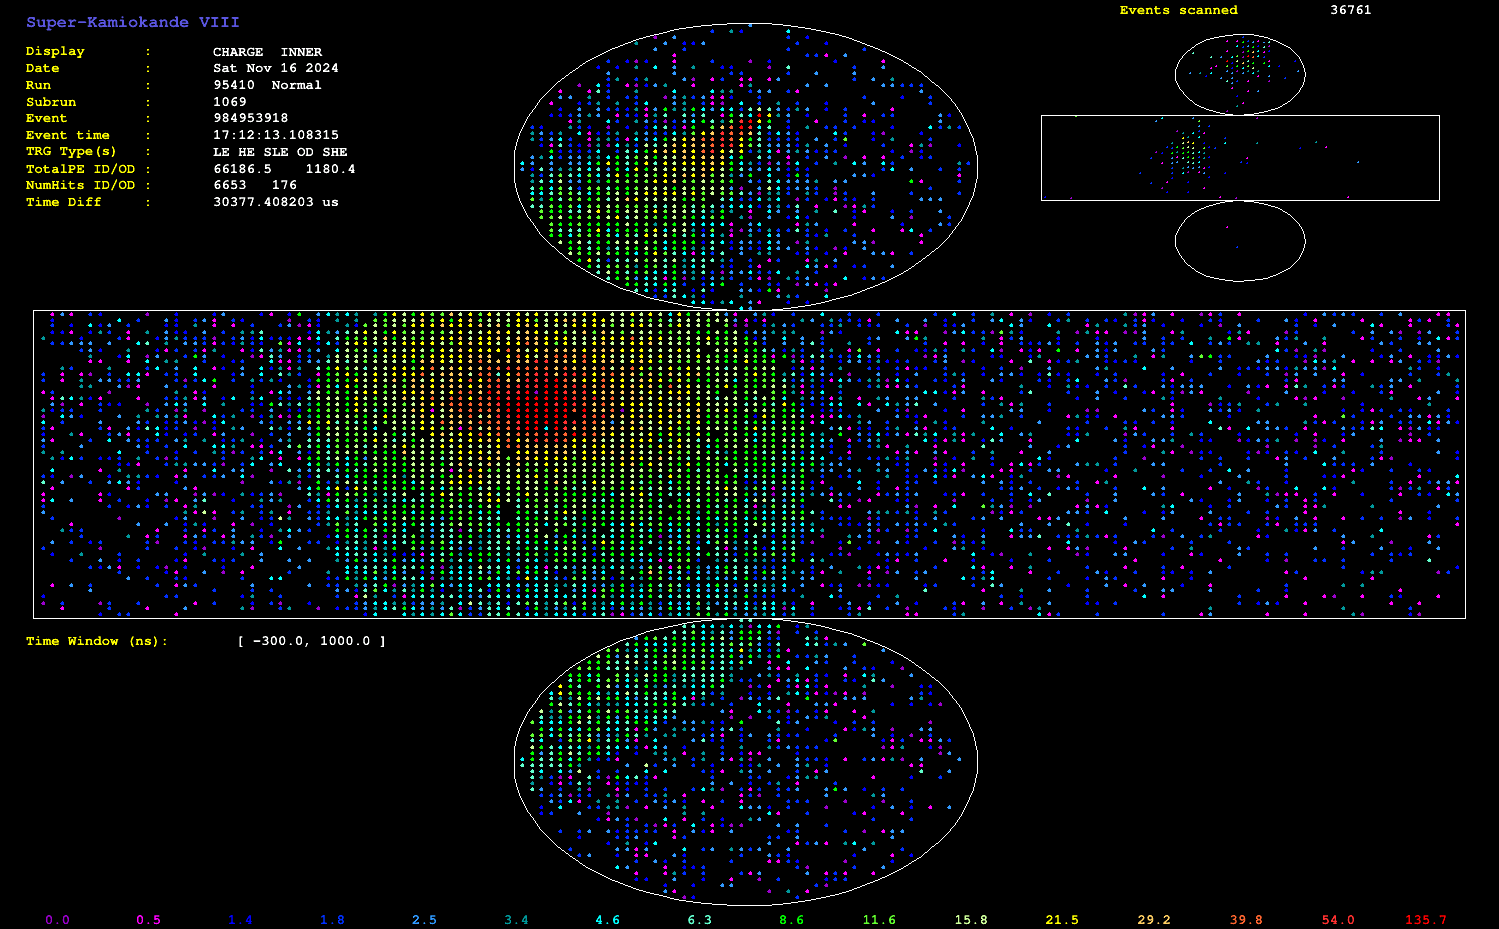 Super-Kamiokande VIII
Events scanned 36761
Display : CHARGE INNER
Date : Sat Nov 16 2024
Run : 95410 Normal
Subrun : 1069
Event : 984953918
Event time : 17:12:13.108315
TRG Type(s) : LE HE SLE OD SHE
TotalPE ID/OD : 66186.5 1180.4
NumHits ID/OD : 6653 176
Time Diff : 30377.408203 us
Time Window (ns): [ -300.0, 1000.0 ]
0.0 0.5 1.4 1.8 2.5 3.4 4.6 6.3 8.6 11.6 15.8 21.5 29.2 39.8 54.0 135.7